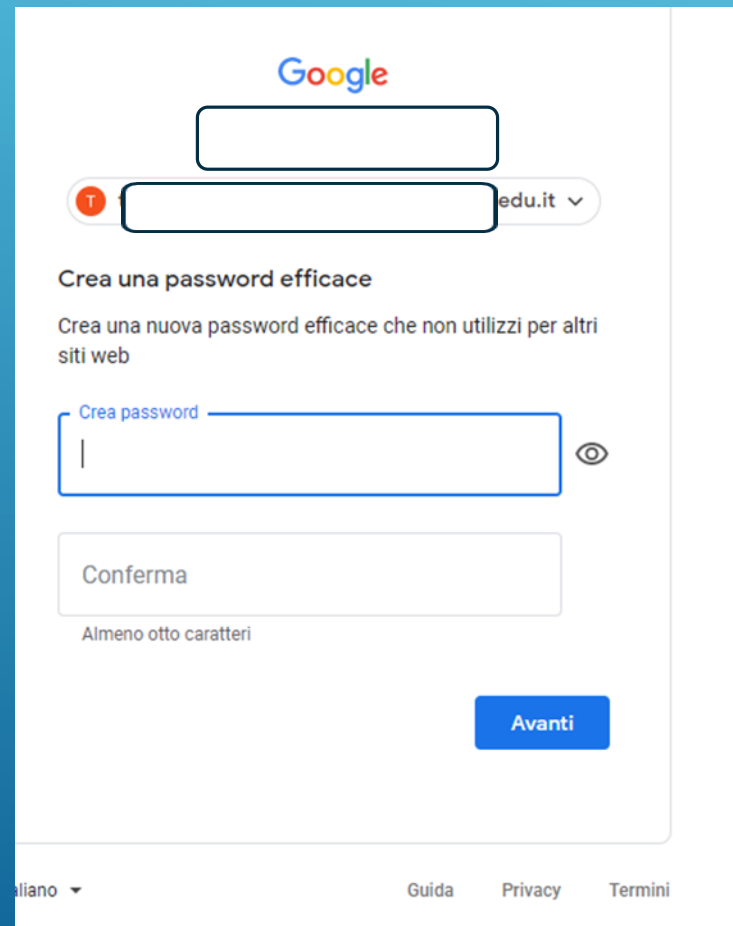 Google
T
edu.it
Crea una password efficace
Crea una nuova password efficace che non utilizzi per altri
siti web
Crea password
Conferma
Almeno otto caratteri
Avanti
aliano
Guida Privacy Termini